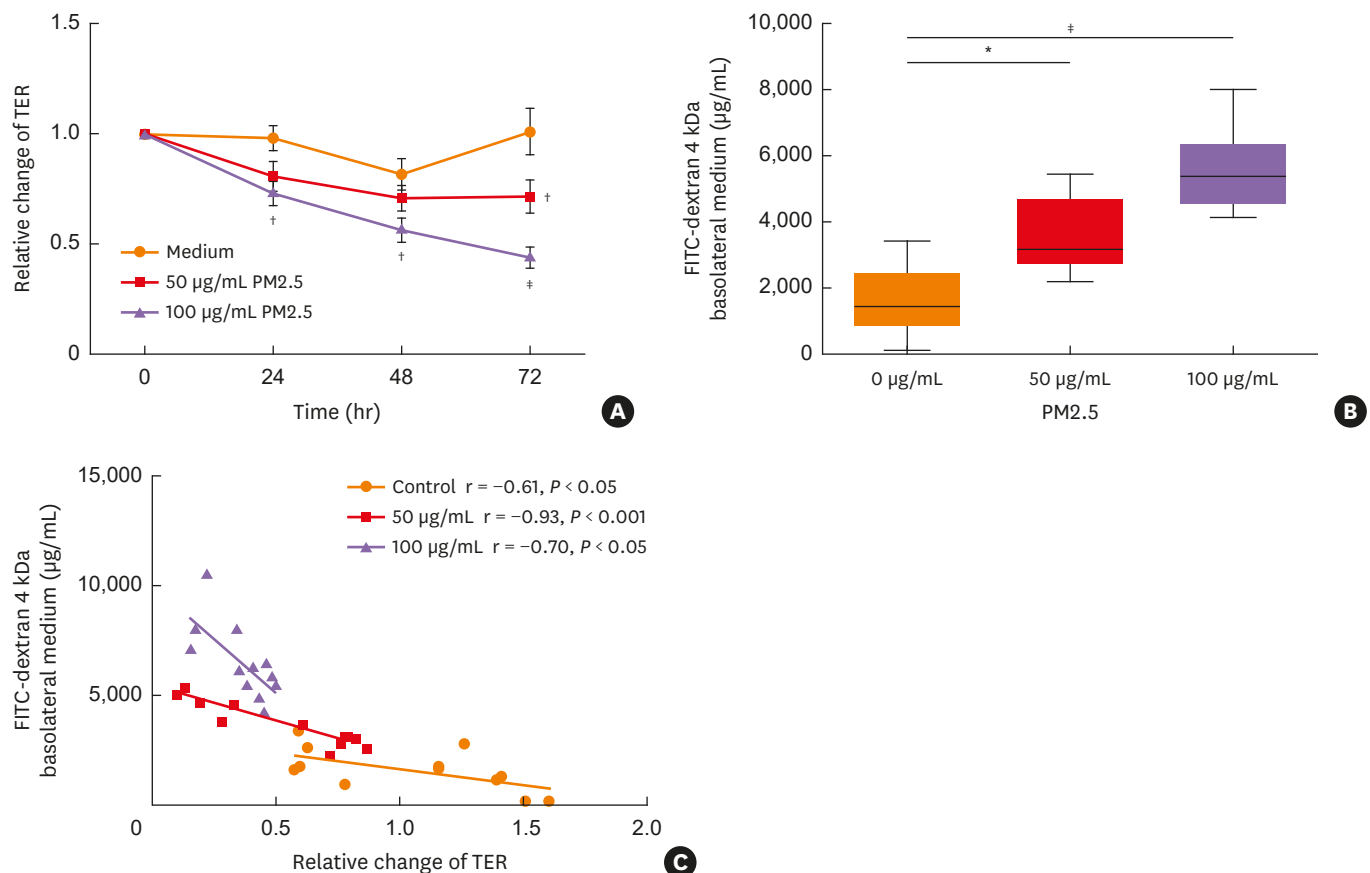 1.5
1.0
0.5
0
Relative change of TER
†
†
†
‡
Medium
50 µg/mL PM2.5
100 µg/mL PM2.5
0 24 48 72
Time (hr)
A
10,000
8,000
6,000
4,000
2,000
0
FITC-dextran 4 kDa
basolateral medium (µg/mL)
‡
*
0 µg/mL 50 µg/mL 100 µg/mL
PM2.5
B
15,000
10,000
5,000
FITC-dextran 4 kDa
basolateral medium (µg/mL)
Control r = −0.61, P < 0.05
50 µg/mL r = −0.93, P < 0.001
100 µg/mL r = −0.70, P < 0.05
0 0.5 1.0 1.5 2.0
Relative change of TER
C